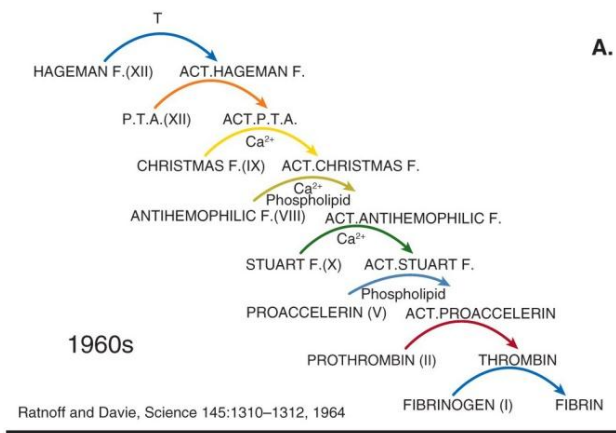 T
A.
HAGEMAN F.(XII) ACT.HAGEMAN F.
P.T.A.(XII) ACT.P.T.A.
Ca²⁺
CHRISTMAS F.(IX) ACT.CHRISTMAS F.
Ca²⁺
Phospholipid
ANTIHEMOPHILIC F.(VIII) ACT.ANTIHEMOPHILIC F.
Ca²⁺
STUART F.(X) ACT.STUART F.
Phospholipid
PROACCELERIN (V) ACT.PROACCELERIN
1960s
PROTHROMBIN (II) THROMBIN
FIBRINOGEN (I) FIBRIN
Ratnoff and Davie, Science 145:1310–1312, 1964